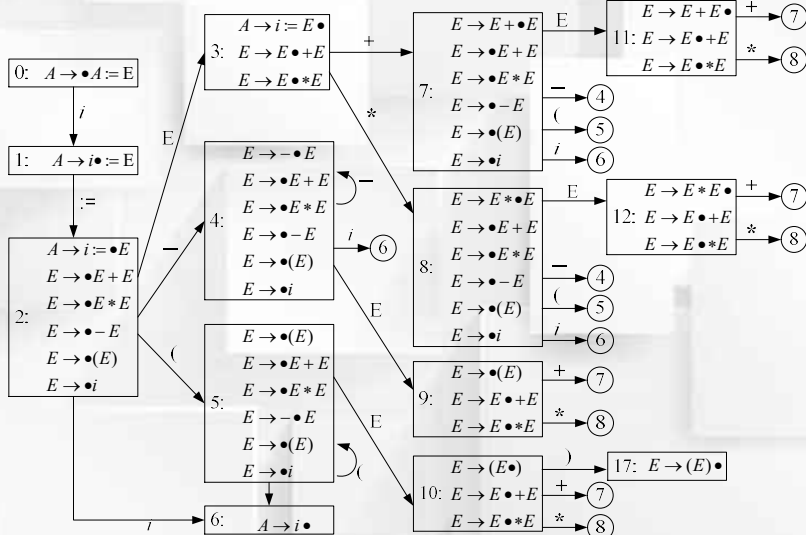 0: A → •A := E
i
1: A → i• := E
:=
2:
A → i := •E
E → •E + E
E → •E * E
E → •−E
E → •(E)
E → •i
E
−
(
i
3:
A → i := E •
E → E • +E
E → E • *E
+
*
4:
E → − • E
E → •E + E
E → •E * E
E → • − E
E → •(E)
E → •i
−
i
6
E
5:
E → •(E)
E → •E + E
E → •E * E
E → − • E
E → •(E)
E → •i
(
E
6: A → i •
7:
E → E + •E
E → •E + E
E → •E * E
E → • − E
E → •(E)
E → •i
E
− 4
( 5
i 6
8:
E → E * •E
E → •E + E
E → •E * E
E → • − E
E → •(E)
E → •i
E
− 4
( 5
i 6
9:
E → •(E)
E → E • +E
E → E • *E
+ 7
* 8
10:
E → (E•)
E → E • +E
E → E • *E
)
+ 7
* 8
11:
E → E + E •
E → E • +E
E → E • *E
+ 7
* 8
12:
E → E * E •
E → E • +E
E → E • *E
+ 7
* 8
17: E → (E) •